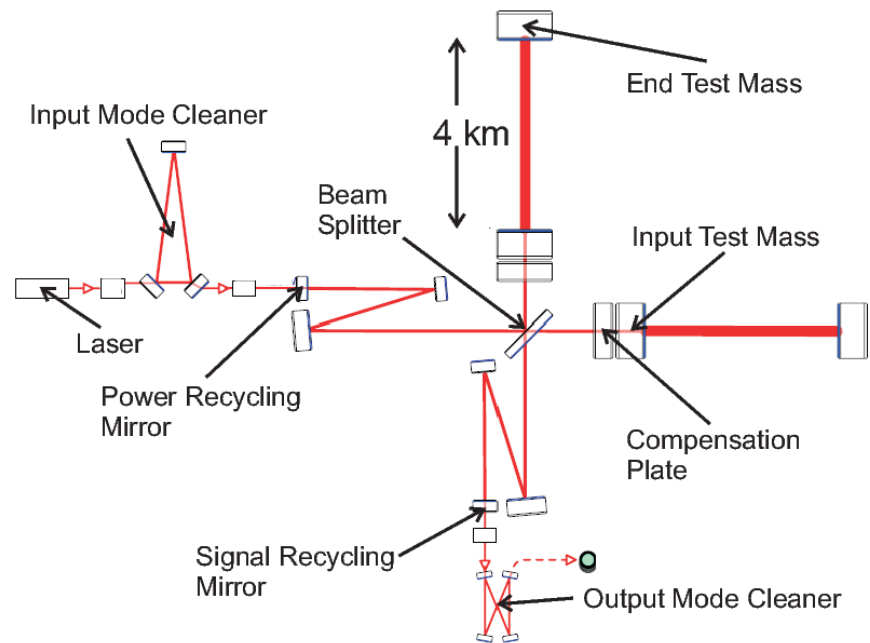 End Test Mass
Input Mode Cleaner
4 km
Beam
Splitter
Input Test Mass
Laser
Power Recycling
Mirror
Compensation
Plate
Signal Recycling
Mirror
Output Mode Cleaner